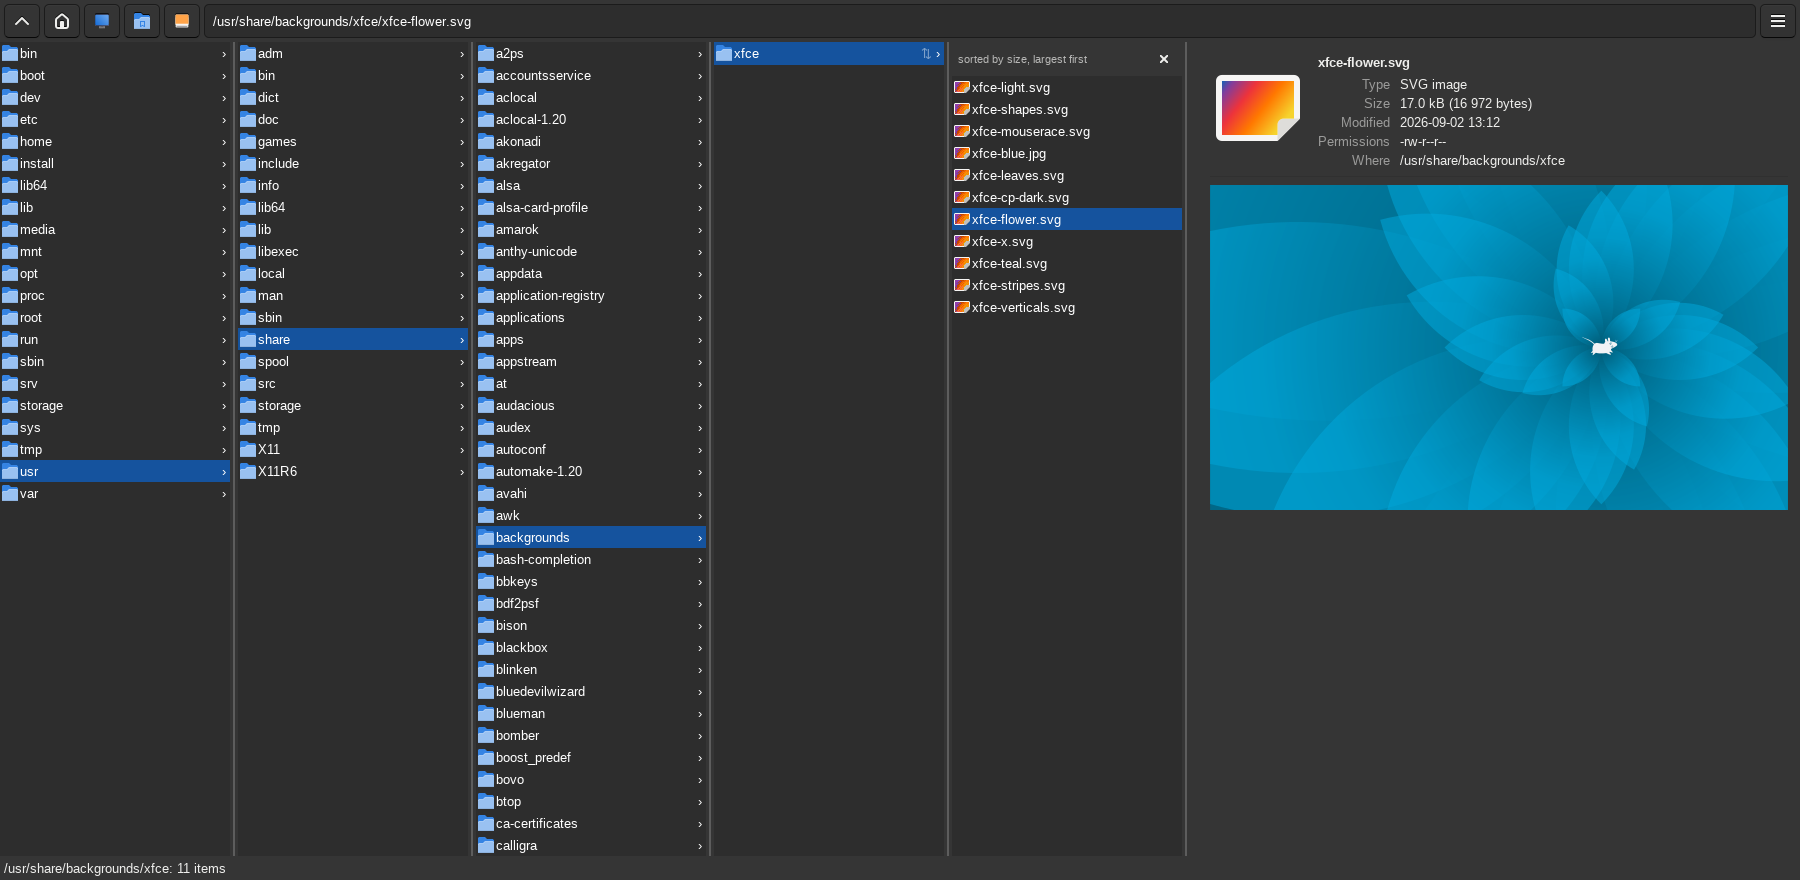 /usr/share/backgrounds/xfce/xfce-flower.svg
bin
boot
dev
etc
home
install
lib64
lib
media
mnt
opt
proc
root
run
sbin
srv
storage
sys
tmp
usr
var
adm
bin
dict
doc
games
include
info
lib64
lib
libexec
local
man
sbin
share
spool
src
storage
tmp
X11
X11R6
a2ps
accountsservice
aclocal
aclocal-1.20
akonadi
akregator
alsa
alsa-card-profile
amarok
anthy-unicode
appdata
application-registry
applications
apps
appstream
at
audacious
audex
autoconf
automake-1.20
avahi
awk
backgrounds
bash-completion
bbkeys
bdf2psf
bison
blackbox
blinken
bluedevilwizard
blueman
bomber
boost_predef
bovo
btop
ca-certificates
calligra
xfce
sorted by size, largest first
xfce-light.svg
xfce-shapes.svg
xfce-mouserace.svg
xfce-blue.jpg
xfce-leaves.svg
xfce-cp-dark.svg
xfce-flower.svg
xfce-x.svg
xfce-teal.svg
xfce-stripes.svg
xfce-verticals.svg
xfce-flower.svg
Type SVG image
Size 17.0 kB (16 972 bytes)
Modified 2026-09-02 13:12
Permissions -rw-r--r--
Where /usr/share/backgrounds/xfce
/usr/share/backgrounds/xfce: 11 items